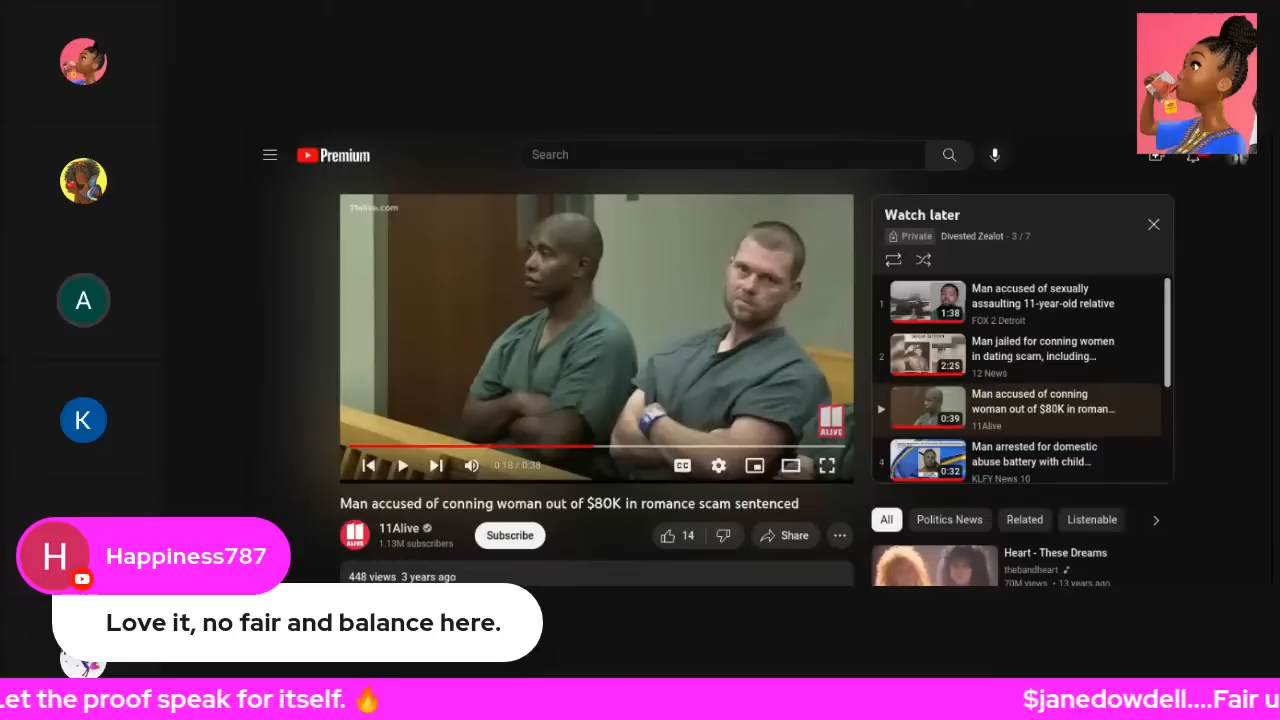 Premium
Search
11alive.com
11
ALIVE
CC
0:18 / 0:38
Man accused of conning woman out of $80K in romance scam sentenced
11Alive
1.13M subscribers
Subscribe
14
Share
448 views 3 years ago
Watch later
Private Divested Zealot - 3 / 7
1
1:38
Man accused of sexually
assaulting 11-year-old relative
FOX 2 Detroit
2
2:25
Man jailed for conning women
in dating scam, including...
12 News
0:39
Man accused of conning
woman out of $80K in roman...
11Alive
4
0:32
Man arrested for domestic
abuse battery with child...
KLFY News 10
All
Politics News
Related
Listenable
Heart - These Dreams
thebandheart
70M views • 13 years ago
A
K
H
Happiness787
Love it, no fair and balance here.
Let the proof speak for itself. 🔥
$janedowdell....Fair u